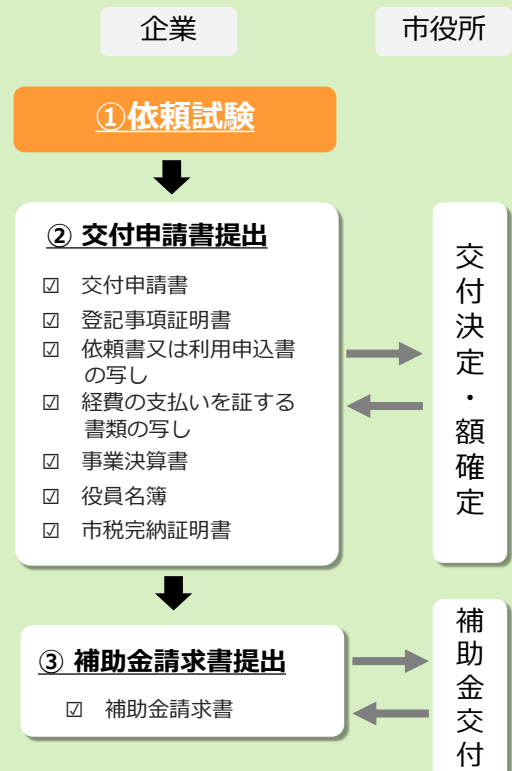 企業
市役所
①依頼試験
② 交付申請書提出
☑ 交付申請書
☑ 登記事項証明書
☑ 依頼書又は利用申込書
の写し
☑ 経費の支払いを証する
書類の写し
☑ 事業決算書
☑ 役員名簿
☑ 市税完納証明書
交付決定・額確定
③ 補助金請求書提出
☑ 補助金請求書
補助金交付